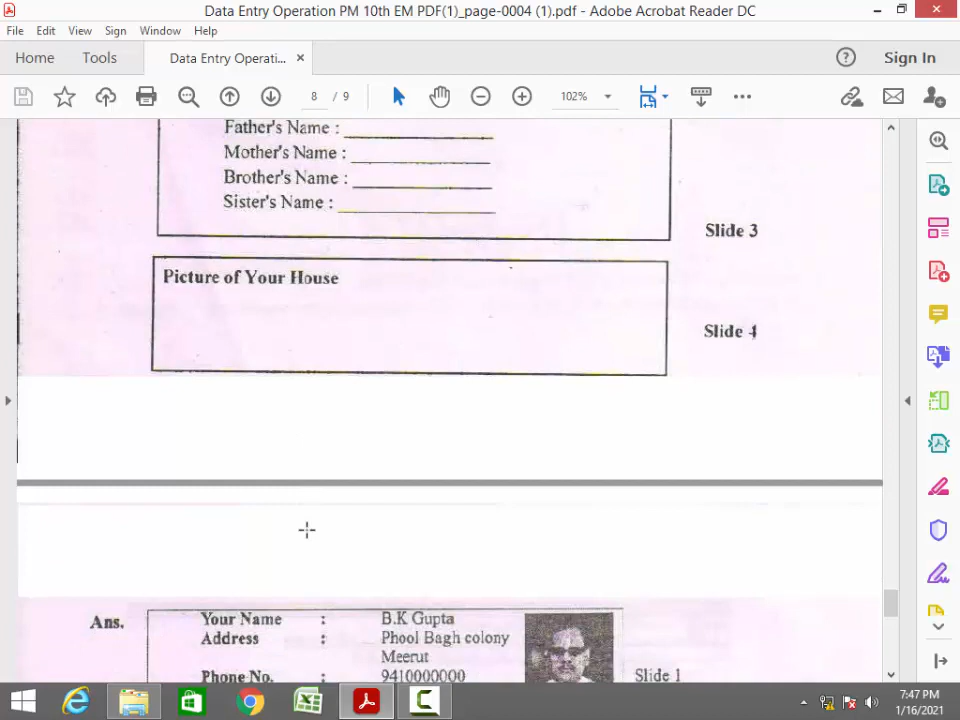 Data Entry Operation PM 10th EM PDF(1)_page-0004 (1).pdf - Adobe Acrobat Reader DC
File Edit View Sign Window Help
Home Tools Data Entry Operati... Sign In
8 / 9 102%
Father's Name :
Mother's Name :
Brother's Name :
Sister's Name :
Slide 3
Picture of Your House
Slide 4
Ans. Your Name : B.K Gupta
Address : Phool Bagh colony
Meerut
Phone No. : 9410000000 Slide 1
7:47 PM
1/16/2021